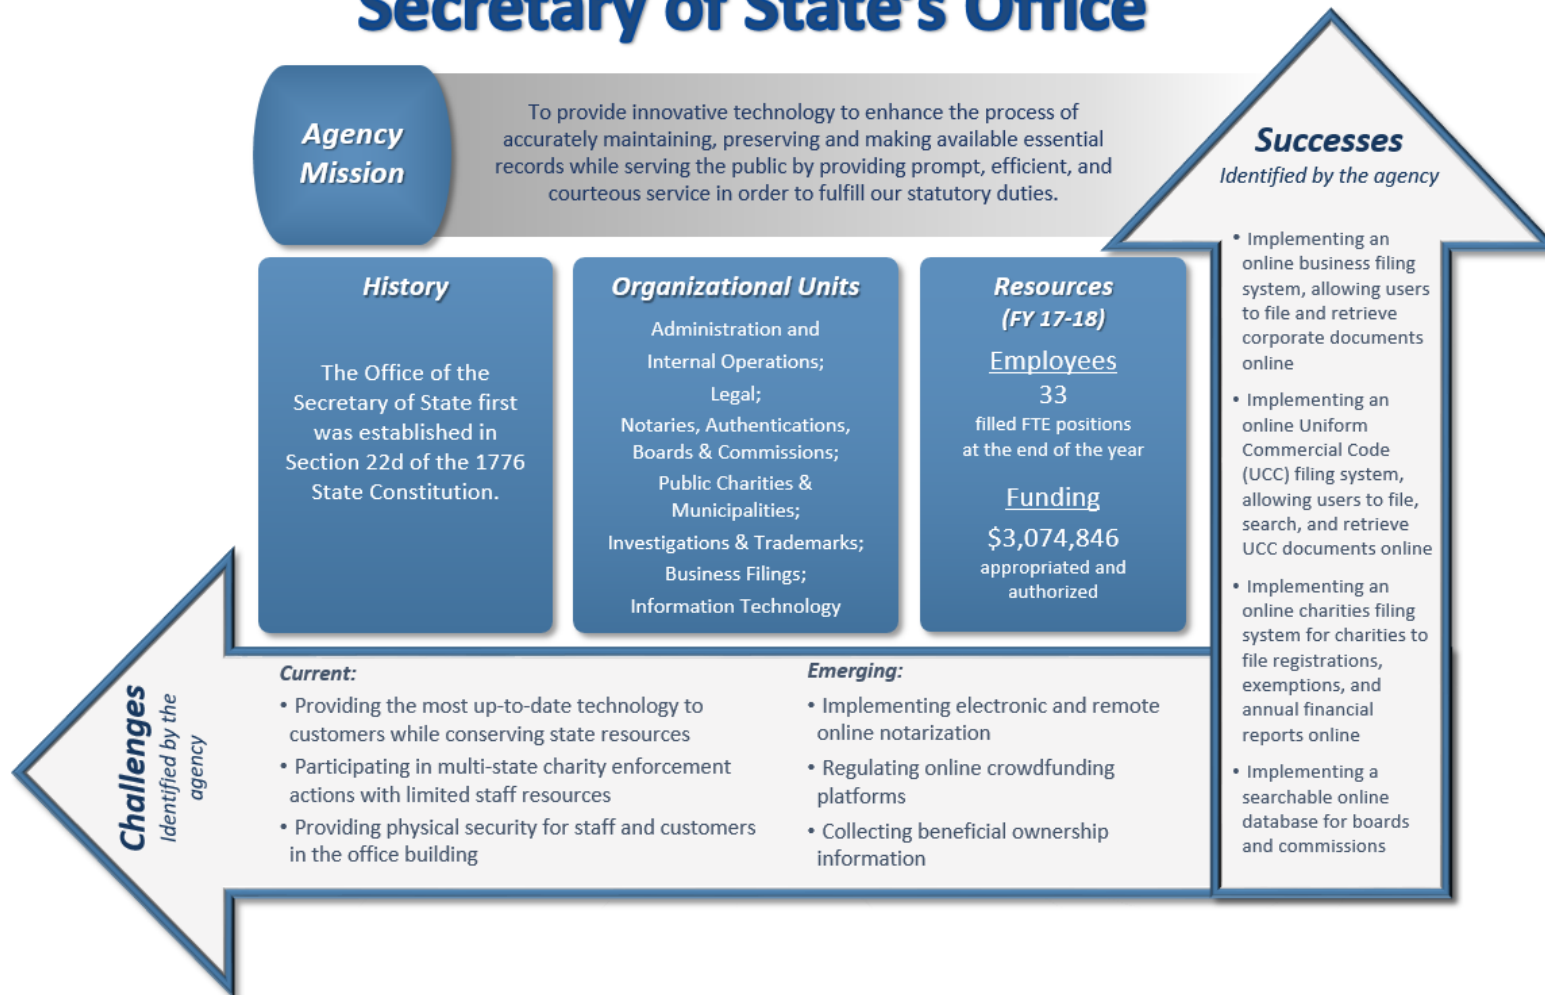 Secretary of State's Office
Agency
Mission
To provide innovative technology to enhance the process of
accurately maintaining, preserving and making available essential
records while serving the public by providing prompt, efficient, and
courteous service in order to fulfill our statutory duties.
History
The Office of the
Secretary of State first
was established in
Section 22d of the 1776
State Constitution.
Organizational Units
Administration and
Internal Operations;
Legal;
Notaries, Authentications,
Boards & Commissions;
Public Charities &
Municipalities;
Investigations & Trademarks;
Business Filings;
Information Technology
Resources
(FY 17-18)
Employees
33
filled FTE positions
at the end of the year
Funding
$3,074,846
appropriated and
authorized
Successes
Identified by the agency
• Implementing an
online business filing
system, allowing users
to file and retrieve
corporate documents
online
• Implementing an
online Uniform
Commercial Code
(UCC) filing system,
allowing users to file,
search, and retrieve
UCC documents online
• Implementing an
online charities filing
system for charities to
file registrations,
exemptions, and
annual financial
reports online
• Implementing a
searchable online
database for boards
and commissions
Challenges
Identified by the
agency
Current:
• Providing the most up-to-date technology to
customers while conserving state resources
• Participating in multi-state charity enforcement
actions with limited staff resources
• Providing physical security for staff and customers
in the office building
Emerging:
• Implementing electronic and remote
online notarization
• Regulating online crowdfunding
platforms
• Collecting beneficial ownership
information